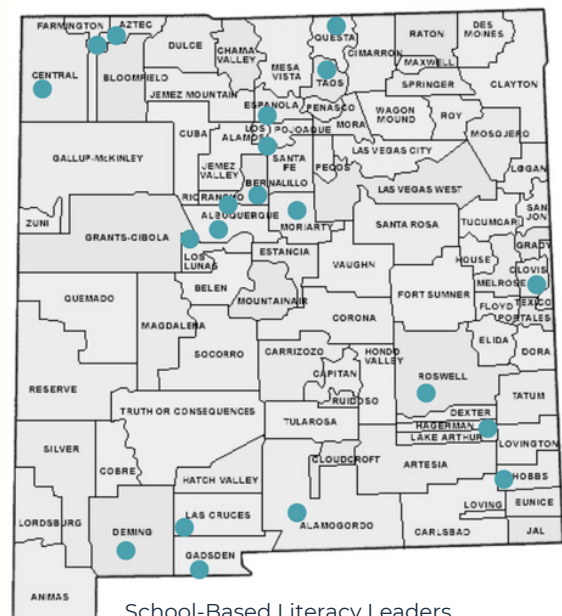 FARMINGTON
AZTEC
CENTRAL
BLOOMFIELD
DULCE
CHAMA
VALLEY
MESA
VISTA
QUESTA
TAOS
CIMARRON
RATON
DES
MOINES
MAXWELL
SPRINGER
CLAYTON
JEMEZ MOUNTAIN
ESPANOLA
PENASCO
MORA
WAGON
MOUND
ROY
MOSQUERO
CUBA
LOS
ALAMOS
POJOAQUE
SANTA
FE
PECOS
LAS VEGAS CITY
LAS VEGAS WEST
LOGAN
GALLUP-McKINLEY
JEMEZ
VALLEY
BERNALILLO
RIO RANCHO
ALBUQUERQUE
MORIARTY
SANTA ROSA
TUCUMCARI
SAN
JON
ZUNI
GRANTS-CIBOLA
LOS
LUNAS
ESTANCIA
VAUGHN
HOUSE
GRADY
CLOVIS
MELROSE
TEXICO
FORT SUMNER
FLOYD
PORTALES
QUEMADO
BELEN
MOUNTAINAIR
MAGDALENA
CORONA
ELIDA
DORA
SOCORRO
CARRIZOZO
HONDO
VALLEY
CAPITAN
RUIDOSO
ROSWELL
RESERVE
TRUTH OR CONSEQUENCES
TULAROSA
DEXTER
HAGERMAN
LAKE ARTHUR
TATUM
LOVINGTON
SILVER
COBRE
CLOUDCROFT
ARTESIA
HATCH VALLEY
HOBBS
LORDSBURG
DEMING
LAS CRUCES
ALAMOGORDO
CARLSBAD
LOVING
EUNICE
JAL
GADSDEN
ANIMAS
School-Based Literacy Leaders